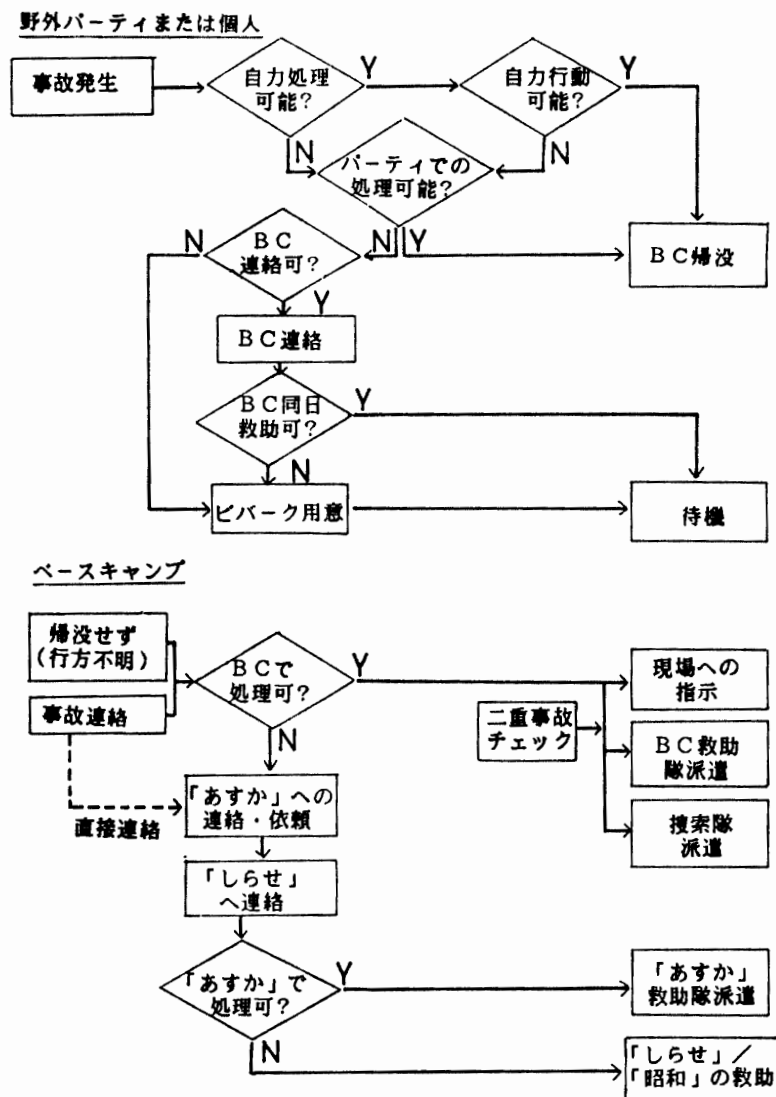 野外パーティまたは個人
事故発生
自力処理
可能?
Y
自力行動
可能?
Y
N
N
パーティでの
処理可能?
N
Y
BC帰没
N
BC
連絡可?
Y
BC連絡
BC同日
救助可?
Y
N
ビバーク用意
待機
ベースキャンプ
帰没せず
(行方不明)
事故連絡
BCで
処理可?
Y
N
二重事故
チェック
現場への
指示
BC救助
隊派遣
捜索隊
派遣
直接連絡
「あすか」への
連絡・依頼
「しらせ」
へ連絡
「あすか」で
処理可?
Y
N
「あすか」
救助隊派遣
「しらせ」/
「昭和」の救助